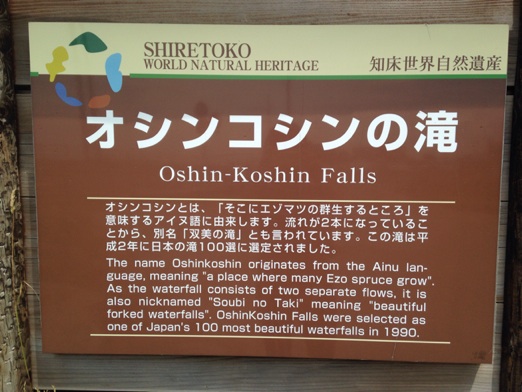 SHIRETOKO
WORLD NATURAL HERITAGE
知床世界自然遺産
オシンコシンの滝
Oshin-Koshin Falls
オシンコシンとは、「そこにエゾマツの群生するところ」を
意味するアイヌ語に由来します。流れが2本になっているこ
とから、別名「双美の滝」とも言われています。この滝は平
成2年に日本の滝100選に選定されました。
The name Oshinkoshin originates from the Ainu lan-
guage, meaning "a place where many Ezo spruce grow".
As the waterfall consists of two separate flows, it is
also nicknamed "Soubi no Taki" meaning "beautiful
forked waterfalls". OshinKoshin Falls were selected as
one of Japan's 100 most beautiful waterfalls in 1990.